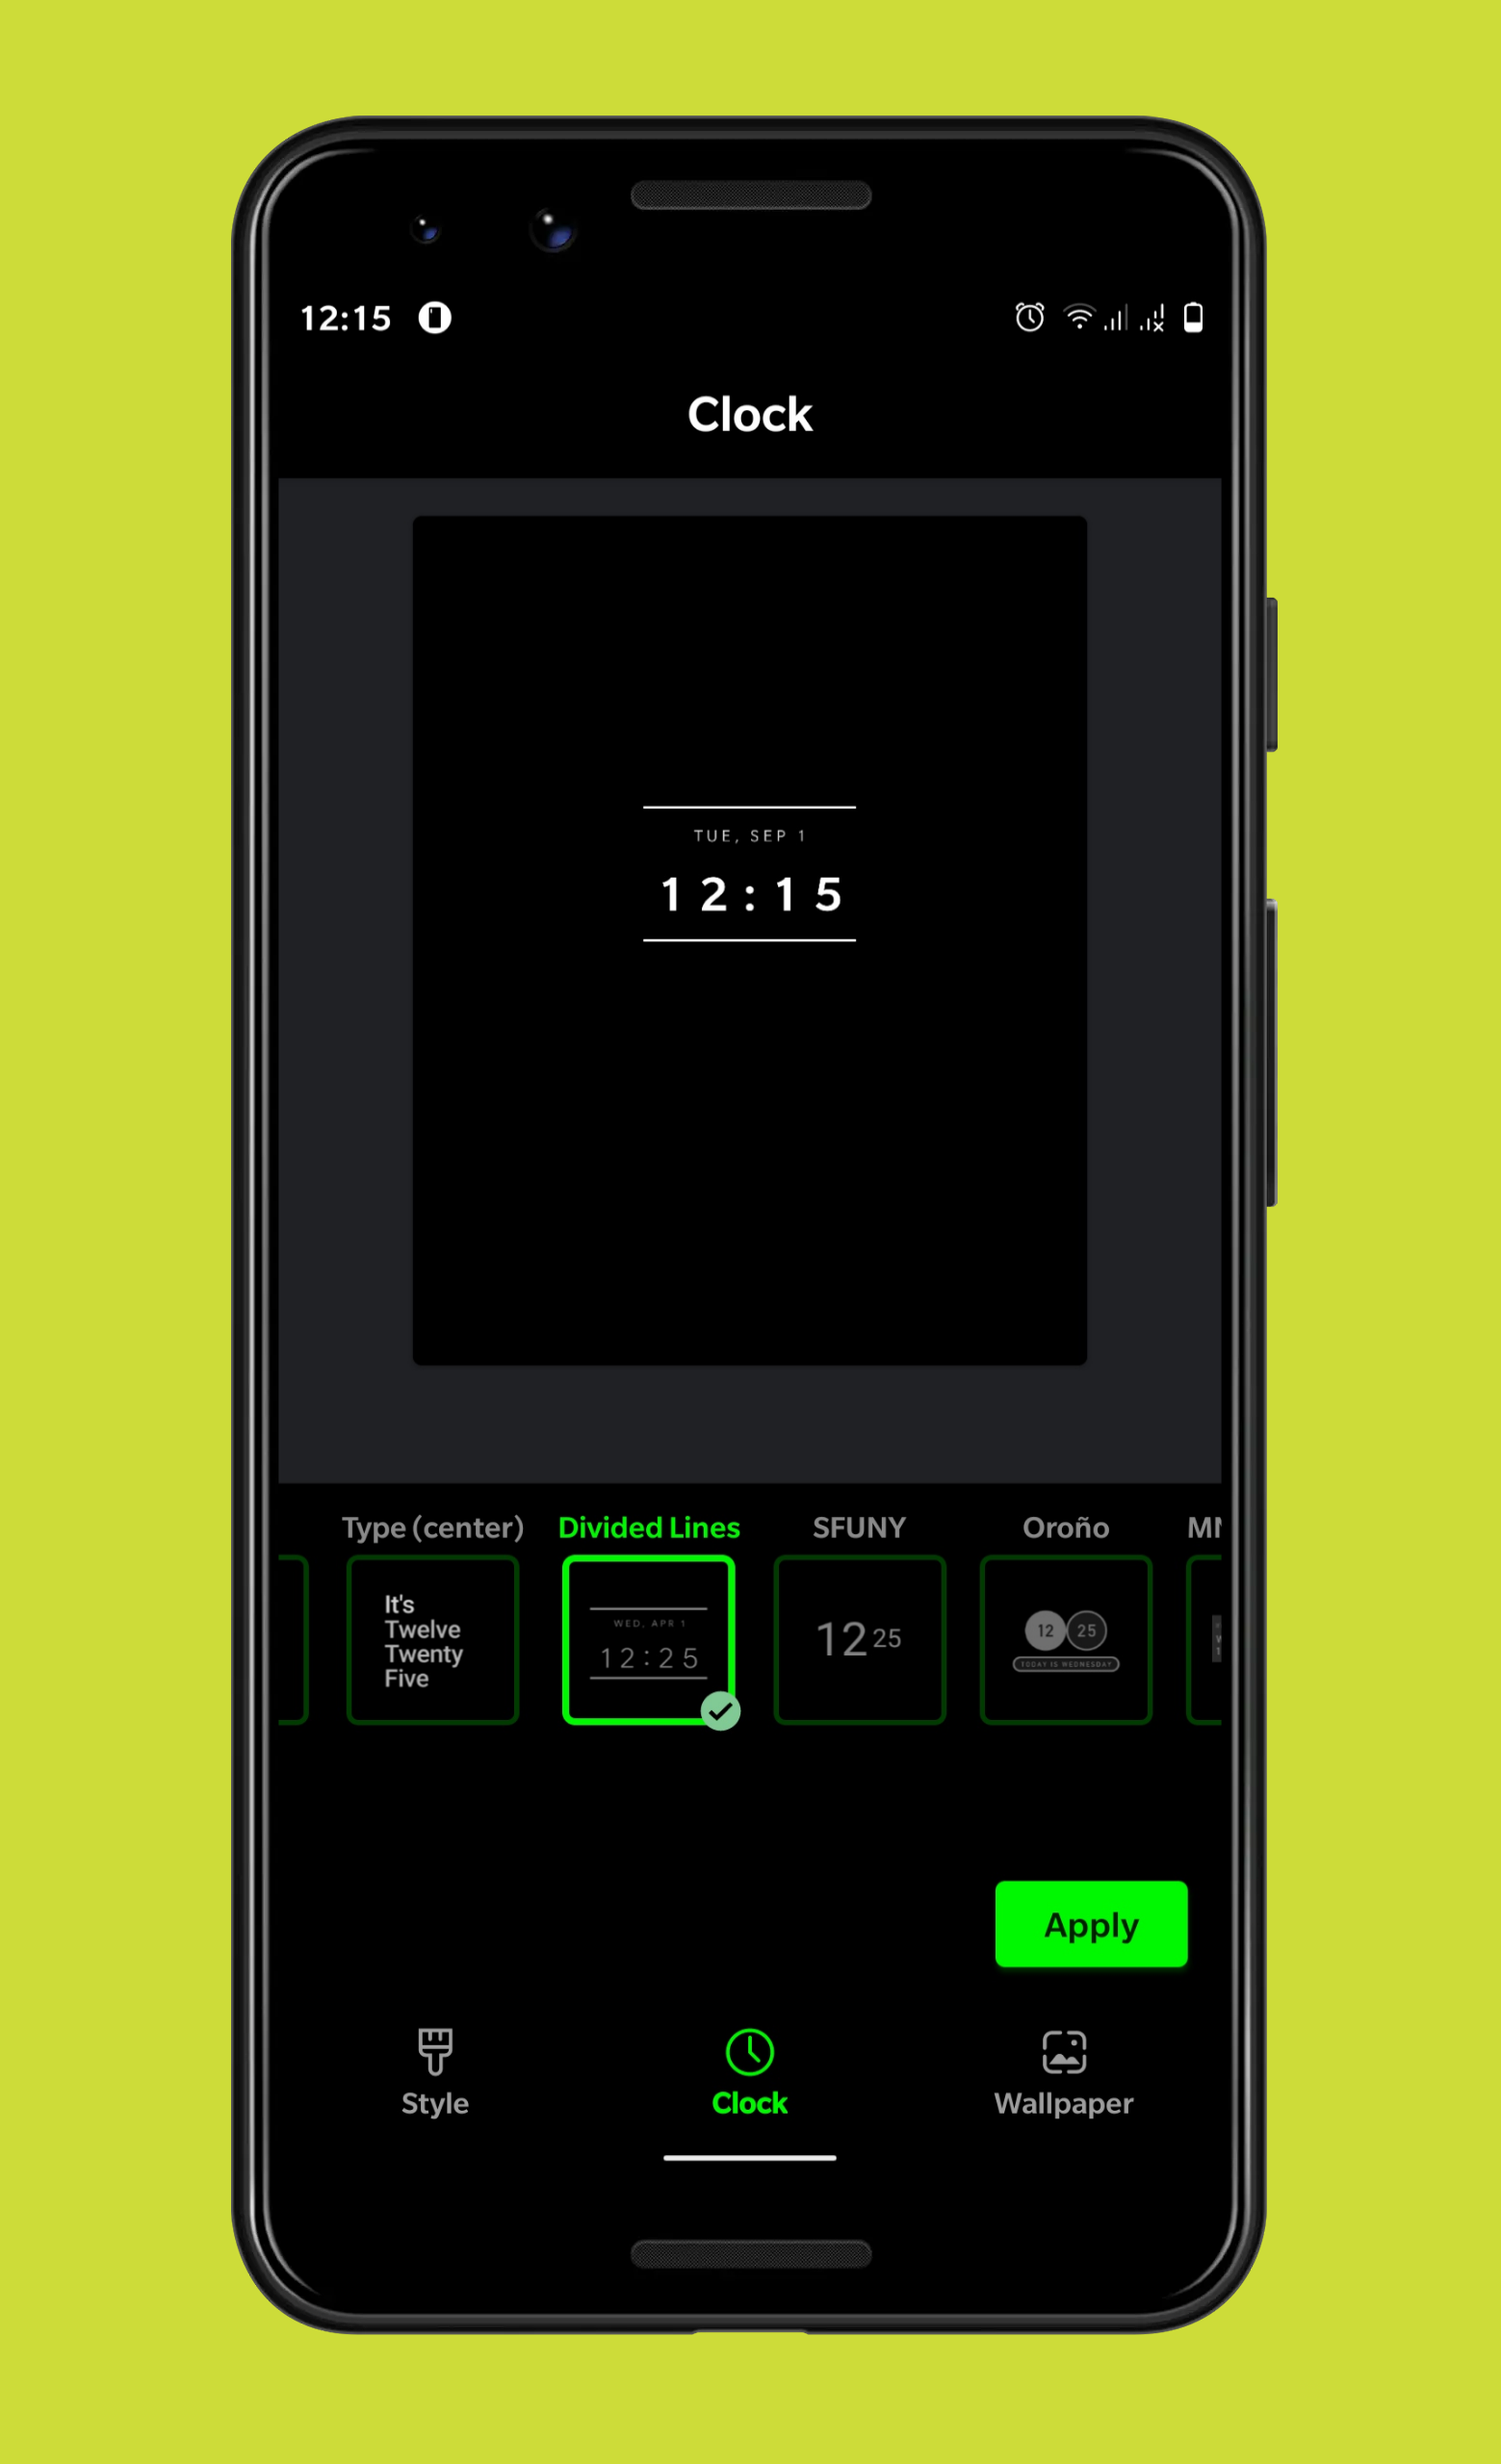 12:15
Clock
TUE, SEP 1
12:15
Type (center)
Divided Lines
SFUNY
Oroño
It's
Twelve
Twenty
Five
WED, APR 1
12:25
12 25
12 25
TODAY IS WEDNESDAY
Apply
Style
Clock
Wallpaper